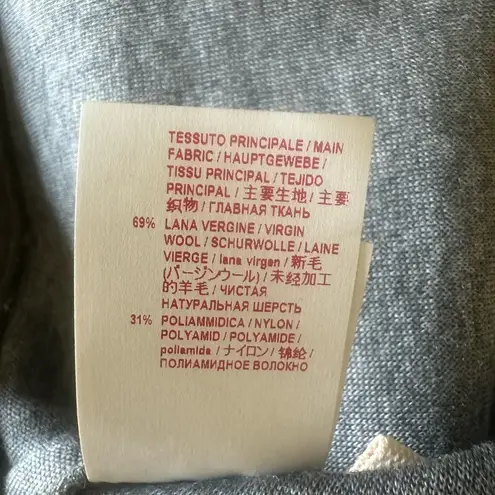 TESSUTO PRINCIPALE / MAIN
FABRIC / HAUPTGEWEBE /
TISSU PRINCIPAL / TEJIDO
PRINCIPAL / 主要生地 / 主要
织物 / ГЛАВНАЯ ТКАНЬ
69% LANA VERGINE / VIRGIN
WOOL / SCHURWOLLE / LAINE
VIERGE / lana virgen / 新毛
(バージンウール) / 未经加工
的羊毛 / ЧИСТАЯ
НАТУРАЛЬНАЯ ШЕРСТЬ
31% POLIAMMIDICA / NYLON /
POLYAMID / POLYAMIDE /
poliamida / ナイロン / 锦纶 /
ПОЛИАМИДНОЕ ВОЛОКНО